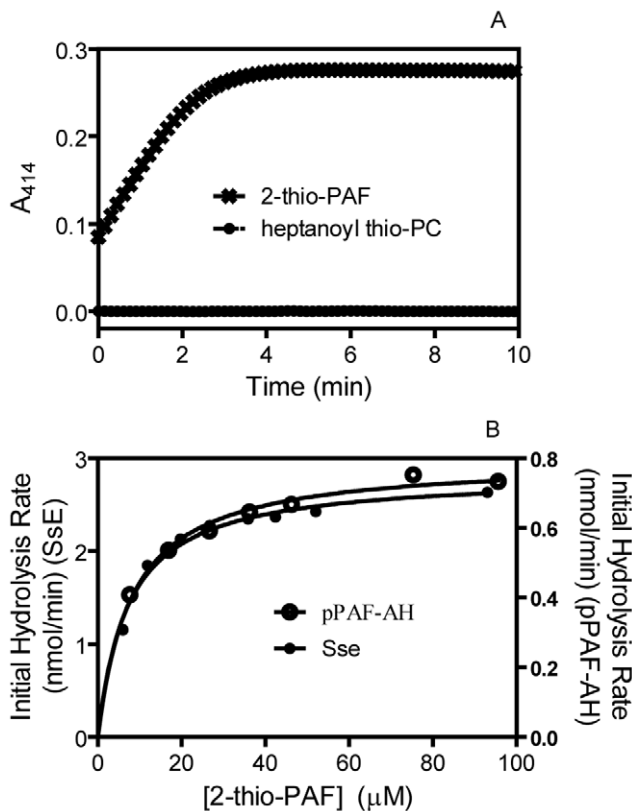 A
0.3
0.2
0.1
0.0
A414
2-thio-PAF
heptanoyl thio-PC
0 2 4 6 8 10
Time (min)
B
3
2
1
0
Initial Hydrolysis Rate
(nmol/min) (SsE)
0.8
0.6
0.4
0.2
0.0
Initial Hydrolysis Rate
(nmol/min) (pPAF-AH)
pPAF-AH
Sse
0 20 40 60 80 100
[2-thio-PAF] (μM)